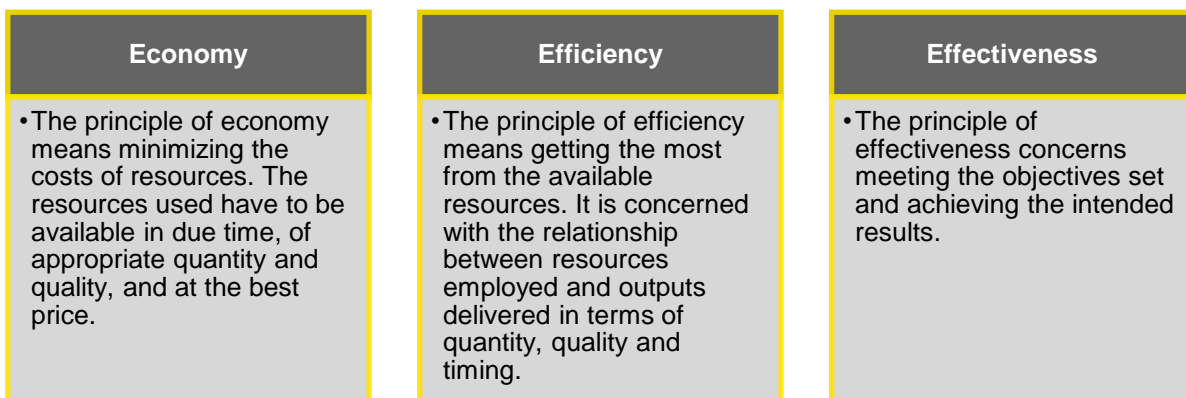 Economy
•The principle of economy
means minimizing the
costs of resources. The
resources used have to be
available in due time, of
appropriate quantity and
quality, and at the best
price.
Efficiency
•The principle of efficiency
means getting the most
from the available
resources. It is concerned
with the relationship
between resources
employed and outputs
delivered in terms of
quantity, quality and
timing.
Effectiveness
•The principle of
effectiveness concerns
meeting the objectives set
and achieving the intended
results.